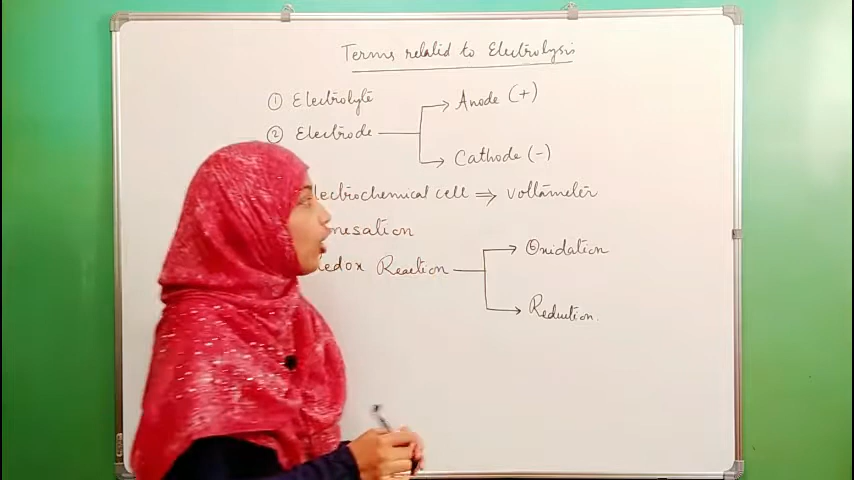 Terms related to Electrolysis
① Electrolyte
② Electrode → Anode (+)
→ Cathode (-)
lectrochemical cell ⇒ voltameter
nisation
edox Reaction → Oxidation
→ Reduction.